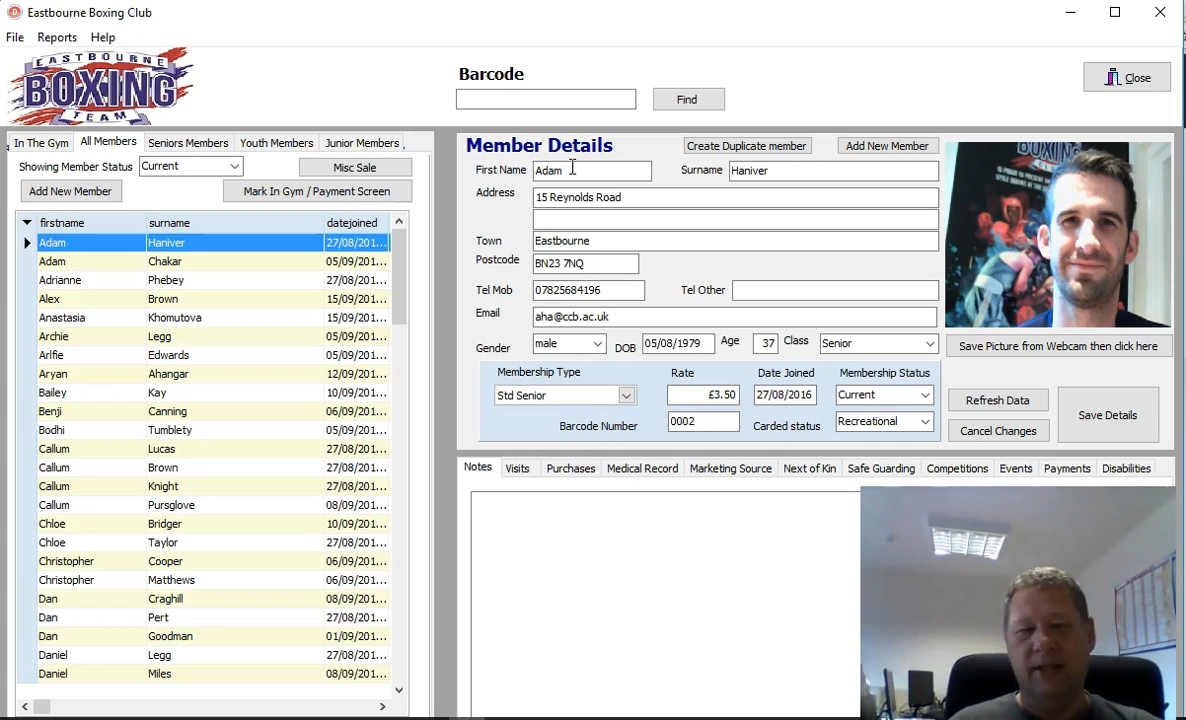 Eastbourne Boxing Club
File Reports Help
EASTBOURNE
BOXING
TEAM
Barcode
Find
Close
In The Gym All Members Seniors Members Youth Members Junior Members
Showing Member Status Current Misc Sale
Add New Member Mark In Gym / Payment Screen
firstname surname datejoined
Adam Haniver 27/08/201...
Adam Chakar 05/09/201...
Adrianne Phebey 27/08/201...
Alex Brown 15/09/201...
Anastasia Khomutova 15/09/201...
Archie Legg 27/08/201...
Arlfie Edwards 27/08/201...
Aryan Ahangar 12/09/201...
Bailey Kay 10/09/201...
Benji Canning 06/09/201...
Bodhi Tumblety 05/09/201...
Callum Lucas 27/08/201...
Callum Brown 27/08/201...
Callum Knight 27/08/201...
Callum Pursglove 08/09/201...
Chloe Bridger 10/09/201...
Chloe Taylor 27/08/201...
Christopher Cooper 06/09/201...
Christopher Matthews 06/09/201...
Dan Craghill 08/09/201...
Dan Pert 27/08/201...
Dan Goodman 01/09/201...
Daniel Legg 27/08/201...
Daniel Miles 08/09/201...
Member Details Create Duplicate member Add New Member
First Name Adam Surname Haniver
Address 15 Reynolds Road
Town Eastbourne
Postcode BN23 7NQ
Tel Mob 07825684196 Tel Other
Email aha@ccb.ac.uk
Gender male DOB 05/08/1979 Age 37 Class Senior
Save Picture from Webcam then click here
Membership Type Rate Date Joined Membership Status
Std Senior £3.50 27/08/2016 Current
Barcode Number 0002 Carded status Recreational
Refresh Data
Cancel Changes
Save Details
Notes Visits Purchases Medical Record Marketing Source Next of Kin Safe Guarding Competitions Events Payments Disabilities